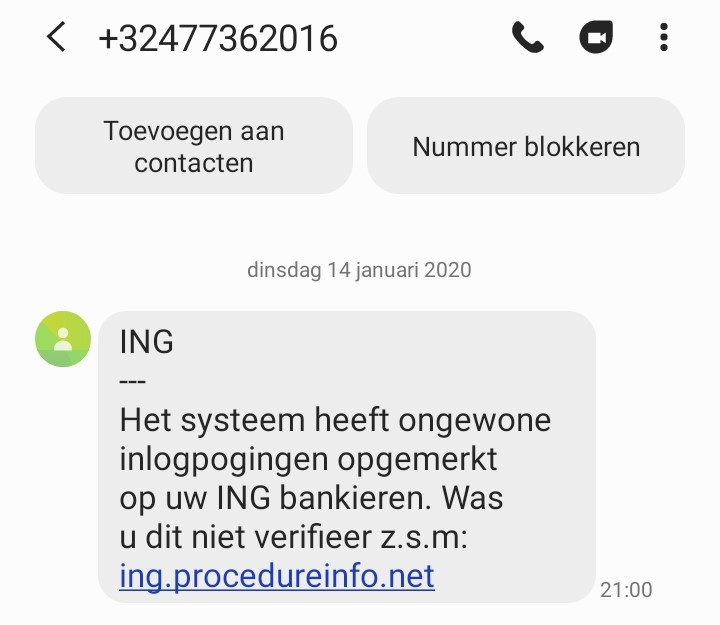 +32477362016
Toevoegen aan
contacten
Nummer blokkeren
dinsdag 14 januari 2020
ING
---
Het systeem heeft ongewone
inlogpogingen opgemerkt
op uw ING bankieren. Was
u dit niet verifieer z.s.m:
ing.procedureinfo.net
21:00